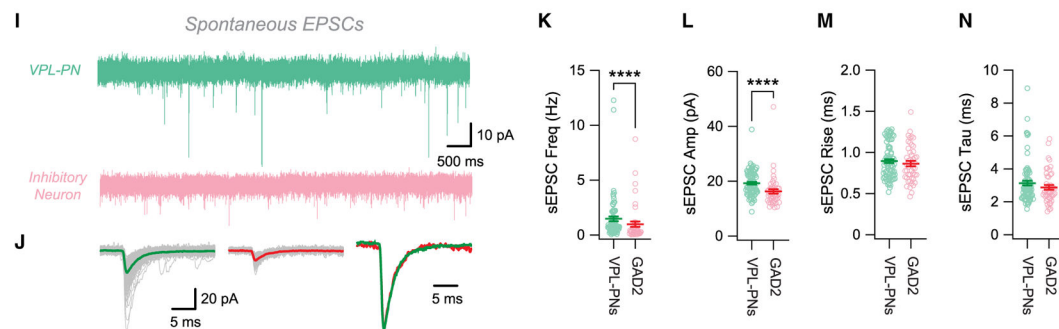 I
Spontaneous EPSCs
VPL-PN
10 pA
500 ms
Inhibitory
Neuron
J
20 pA
5 ms
5 ms
K
****
sEPSC Freq (Hz)
15
10
5
0
VPL-PNs
GAD2
L
****
sEPSC Amp (pA)
60
40
20
0
VPL-PNs
GAD2
M
sEPSC Rise (ms)
2.0
1.5
1.0
0.5
0
VPL-PNs
GAD2
N
sEPSC Tau (ms)
10
8
6
4
2
0
VPL-PNs
GAD2